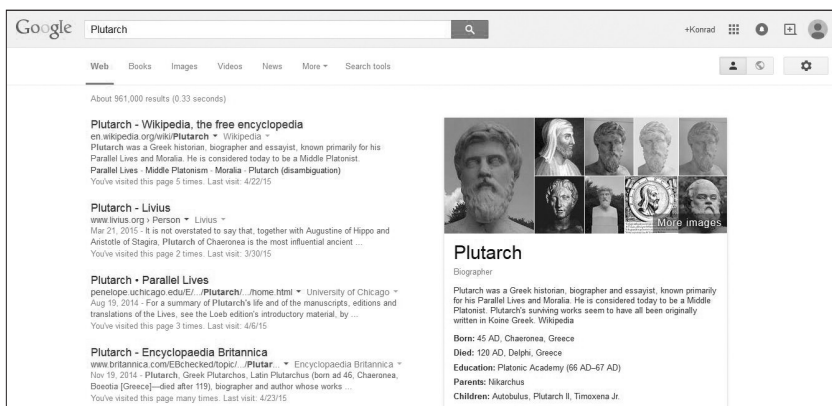 Google Plutarch +Konrad
Web Books Images Videos News More Search tools
About 961,000 results (0.33 seconds)
Plutarch - Wikipedia, the free encyclopedia
en.wikipedia.org/wiki/Plutarch Wikipedia
Plutarch was a Greek historian, biographer and essayist, known primarily for his
Parallel Lives and Moralia. He is considered today to be a Middle Platonist.
Parallel Lives - Middle Platonism - Moralia - Plutarch (disambiguation)
You've visited this page 5 times. Last visit: 4/22/15
Plutarch - Livius
www.livius.org › Person Livius
Mar 21, 2015 - It is not overstated to say that, together with Augustine of Hippo and
Aristotle of Stagira, Plutarch of Chaeronea is the most influential ancient ...
You've visited this page 2 times. Last visit: 3/30/15
Plutarch • Parallel Lives
penelope.uchicago.edu/E/.../Plutarch/.../home.html University of Chicago
Aug 19, 2014 - For a summary of Plutarch's life and of the manuscripts, editions and
translations of the Lives, see the Loeb edition's introductory material, by ...
You've visited this page 3 times. Last visit: 4/6/15
Plutarch - Encyclopaedia Britannica
www.britannica.com/EBchecked/topic/.../Plutar... Encyclopaedia Britannica
Nov 19, 2014 - Plutarch, Greek Plutarchos, Latin Plutarchus (born ad 46, Chaeronea,
Boeotia [Greece]—died after 119), biographer and author whose works ...
You've visited this page many times. Last visit: 4/23/15
More images
Plutarch
Biographer
Plutarch was a Greek historian, biographer and essayist, known primarily
for his Parallel Lives and Moralia. He is considered today to be a Middle
Platonist. Plutarch's surviving works seem to have all been originally
written in Koine Greek. Wikipedia
Born: 45 AD, Chaeronea, Greece
Died: 120 AD, Delphi, Greece
Education: Platonic Academy (66 AD–67 AD)
Parents: Nikarchus
Children: Autobulus, Plutarch II, Timoxena Jr.